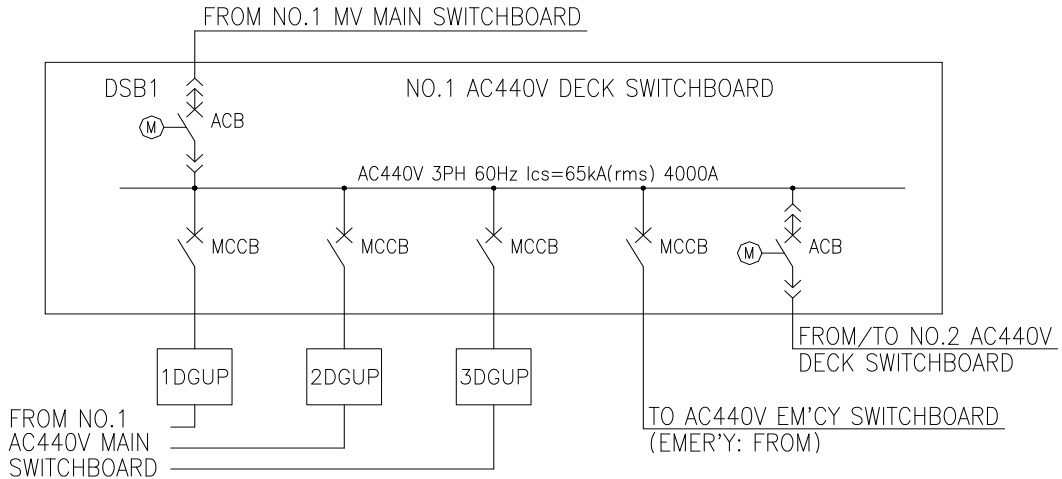 FROM NO.1 MV MAIN SWITCHBOARD
DSB1
NO.1 AC440V DECK SWITCHBOARD
M
ACB
AC440V 3PH 60Hz Ics=65kA(rms) 4000A
MCCB
MCCB
MCCB
MCCB
M
ACB
FROM/TO NO.2 AC440V
DECK SWITCHBOARD
1DGUP
2DGUP
3DGUP
FROM NO.1
AC440V MAIN
SWITCHBOARD
TO AC440V EM'CY SWITCHBOARD
(EMER'Y: FROM)